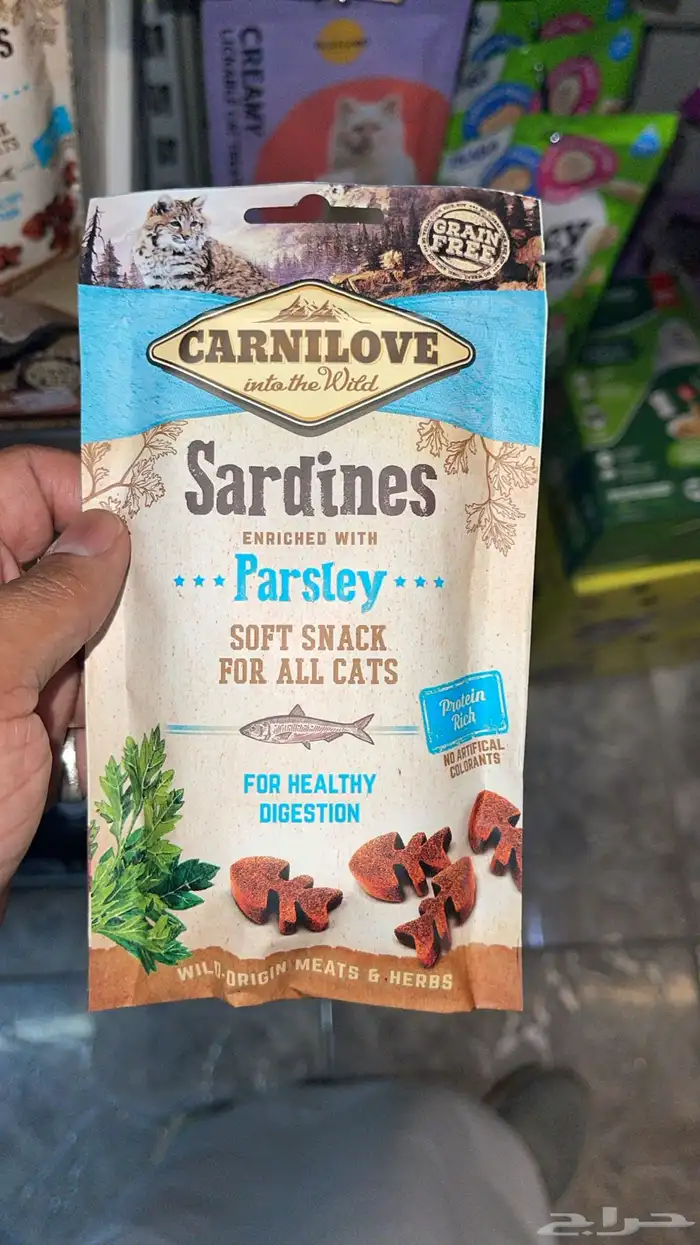 CREAMY
GRAIN
FREE
CARNILOVE
into the Wild
Sardines
ENRICHED WITH
Parsley
SOFT SNACK
FOR ALL CATS
Protein
Rich
NO ARTIFICAL
COLORANTS
FOR HEALTHY
DIGESTION
WILD-ORIGIN MEATS & HERBS
حراج